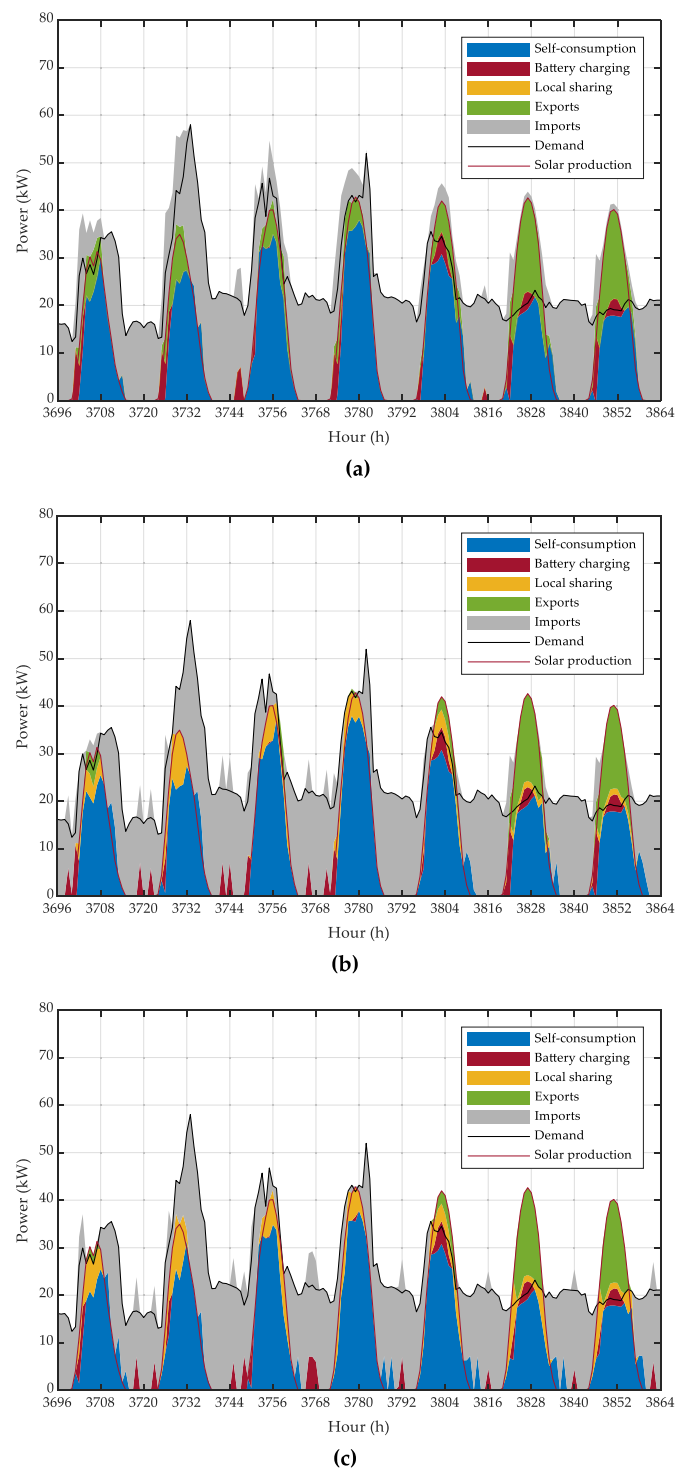 80
70
60
50
40
30
20
10
0
Power (kW)
Self-consumption
Battery charging
Local sharing
Exports
Imports
Demand
Solar production
3696 3708 3720 3732 3744 3756 3768 3780 3792 3804 3816 3828 3840 3852 3864
Hour (h)
(a)
80
70
60
50
40
30
20
10
0
Power (kW)
Self-consumption
Battery charging
Local sharing
Exports
Imports
Demand
Solar production
3696 3708 3720 3732 3744 3756 3768 3780 3792 3804 3816 3828 3840 3852 3864
Hour (h)
(b)
80
70
60
50
40
30
20
10
0
Power (kW)
Self-consumption
Battery charging
Local sharing
Exports
Imports
Demand
Solar production
3696 3708 3720 3732 3744 3756 3768 3780 3792 3804 3816 3828 3840 3852 3864
Hour (h)
(c)